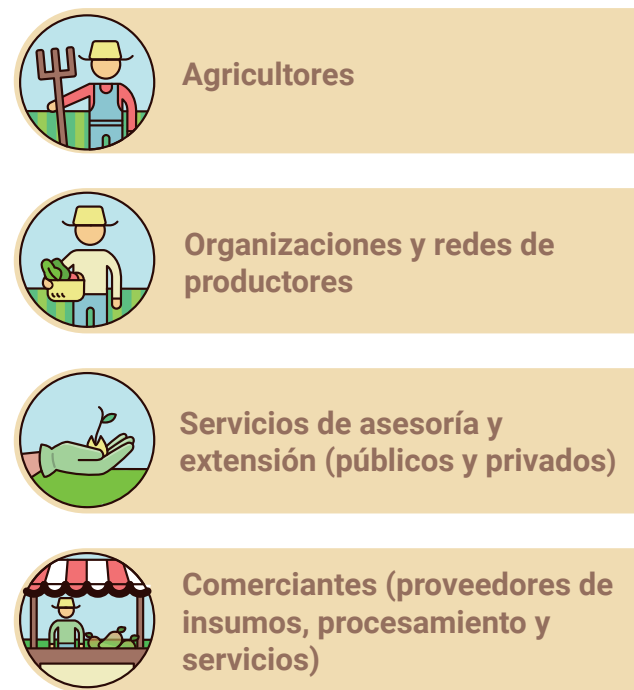 Agricultores
Organizaciones y redes de
productores
Servicios de asesoría y
extensión (públicos y privados)
Comerciantes (proveedores de
insumos, procesamiento y
servicios)